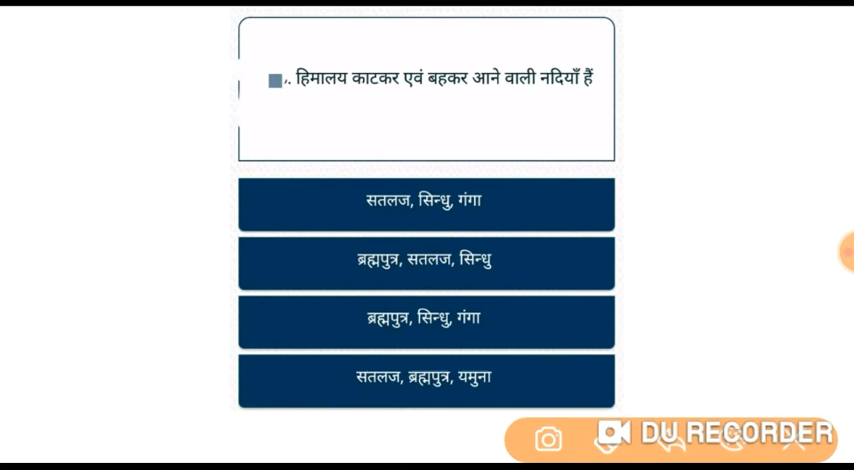 हिमालय काटकर एवं बहकर आने वाली नदियाँ हैं
सतलज, सिन्धु, गंगा
ब्रह्मपुत्र, सतलज, सिन्धु
ब्रह्मपुत्र, सिन्धु, गंगा
सतलज, ब्रह्मपुत्र, यमुना
DU RECORDER